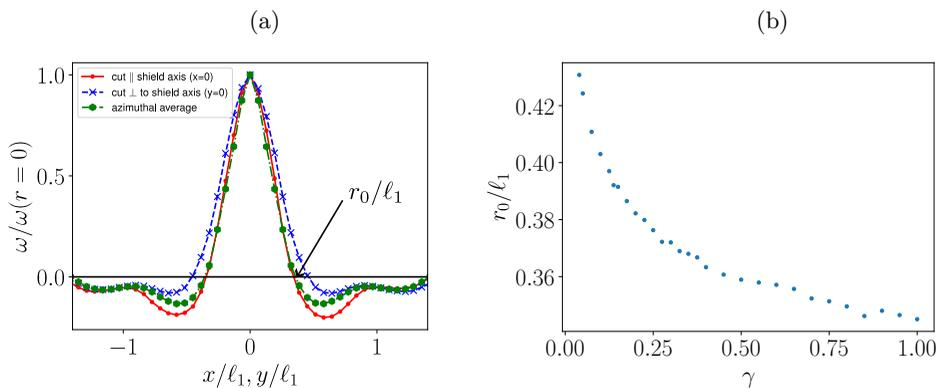 (a)
(b)
cut ∥ shield axis (x=0)
cut ⊥ to shield axis (y=0)
azimuthal average
r₀/ℓ₁
ω/ω(r = 0)
1.0
0.5
0.0
−1
0
1
x/ℓ₁, y/ℓ₁
r₀/ℓ₁
0.42
0.40
0.38
0.36
0.00
0.25
0.50
0.75
1.00
γ